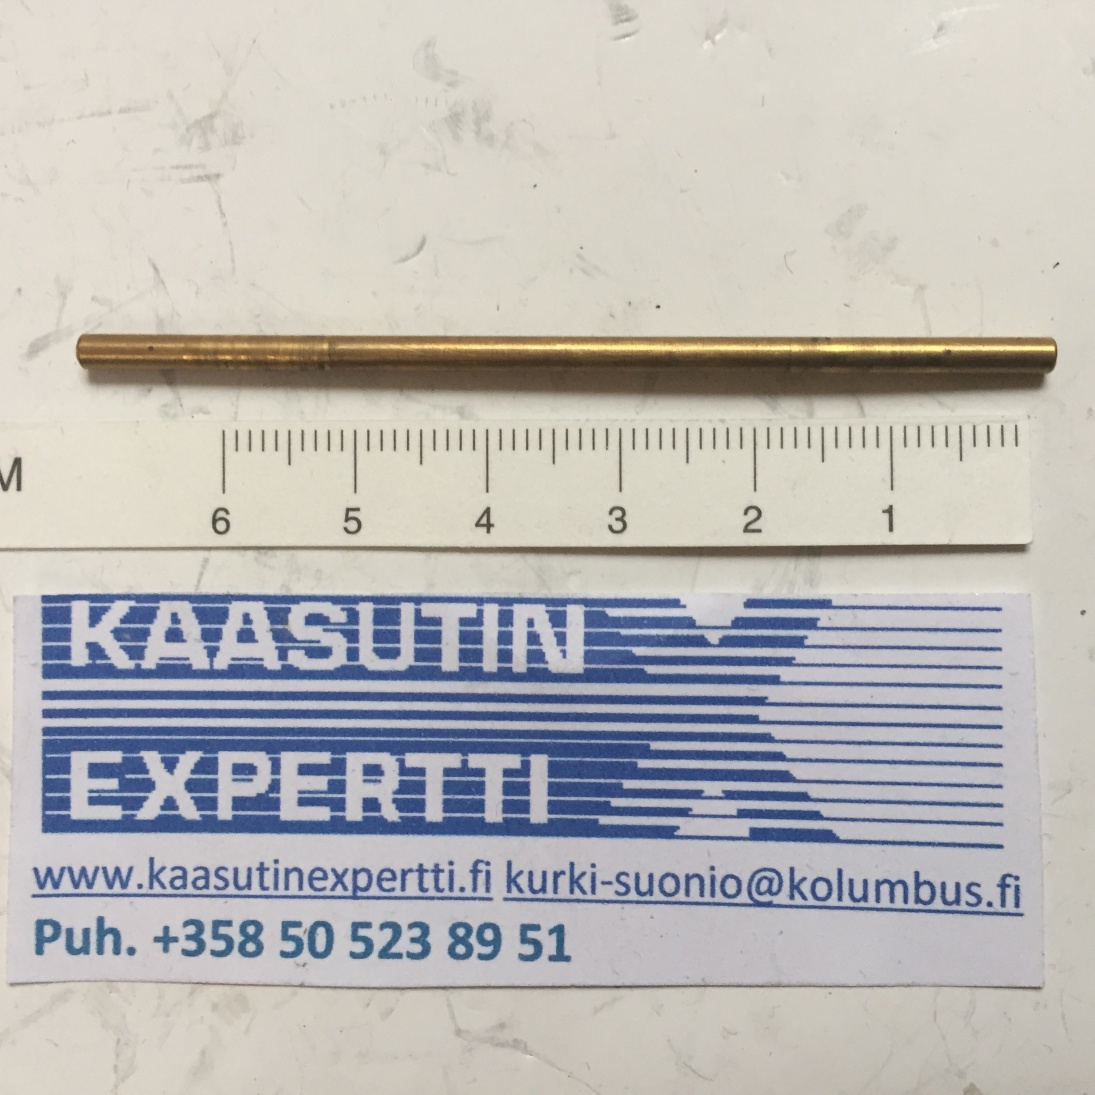 M
6 5 4 3 2 1
KAASUTIN
EXPERTTI
www.kaasutinexpertti.fi kurki-suonio@kolumbus.fi
Puh. +358 50 523 89 51